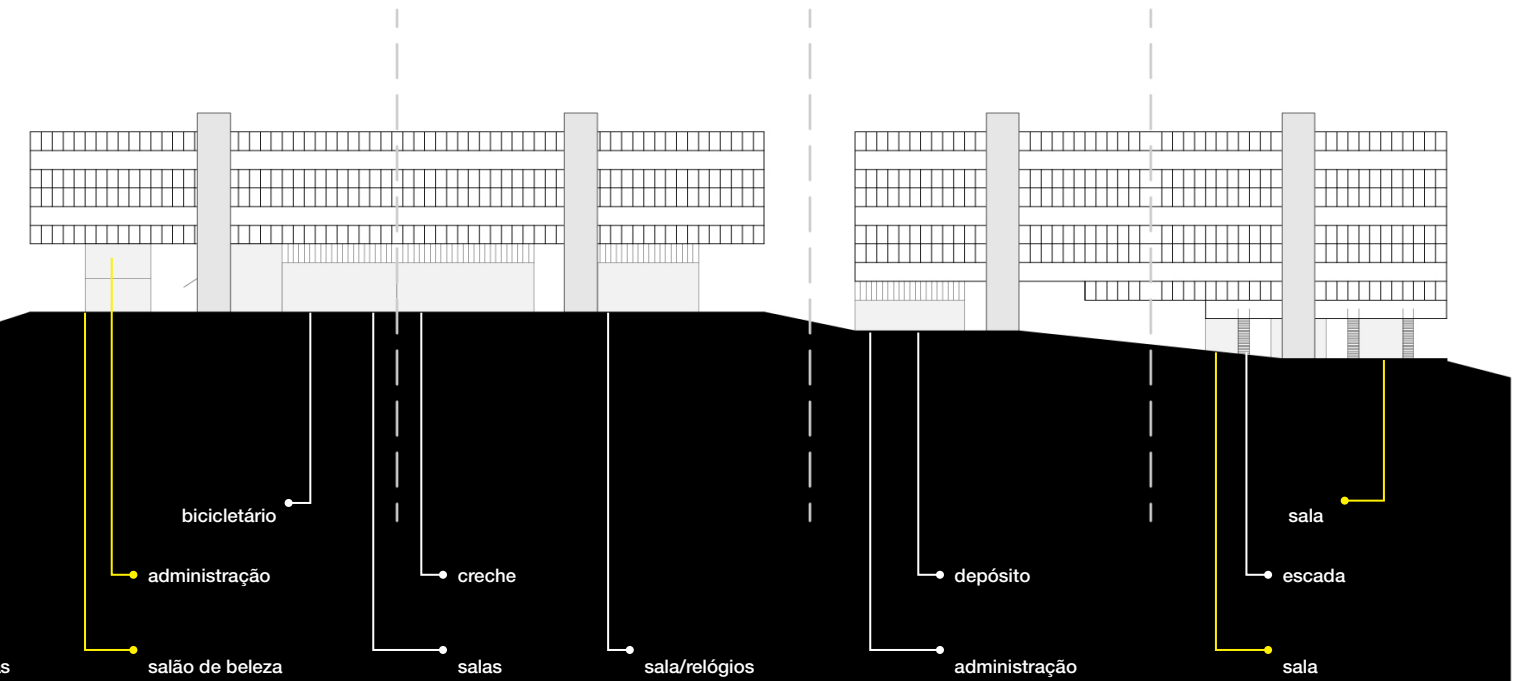 bicicletário
sala
administração
creche
depósito
escada
salão de beleza
salas
sala/relógios
administração
sala